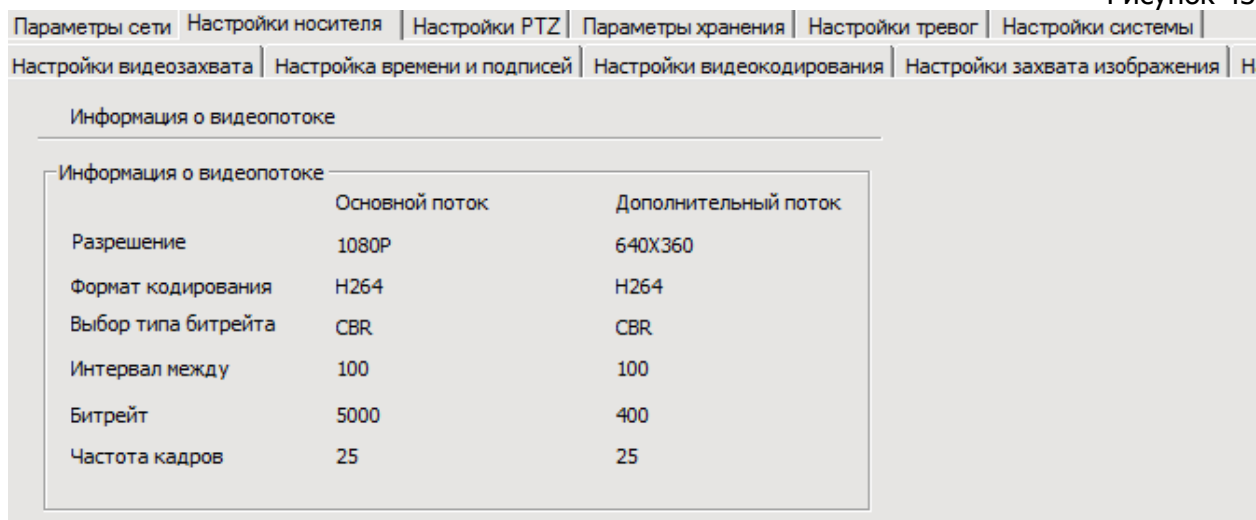 Рисунок
Параметры сети Настройки носителя Настройки PTZ Параметры хранения Настройки тревог Настройки системы
Настройки видеозахвата Настройка времени и подписей Настройки видеокодирования Настройки захвата изображения Н
Информация о видеопотоке
Информация о видеопотоке
Основной поток Дополнительный поток
Разрешение 1080P 640X360
Формат кодирования H264 H264
Выбор типа битрейта CBR CBR
Интервал между 100 100
Битрейт 5000 400
Частота кадров 25 25